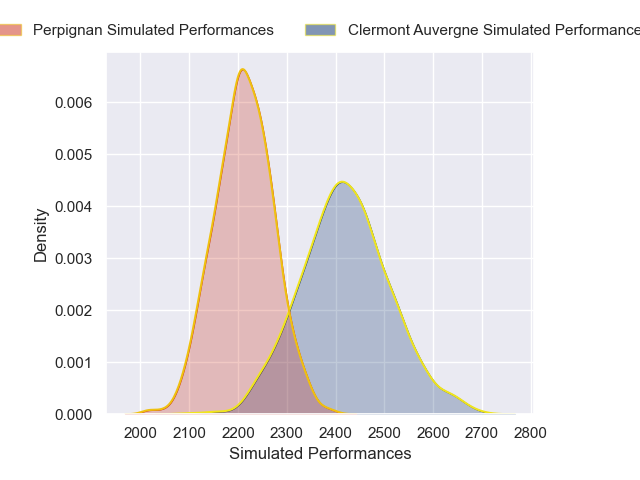 Perpignan Simulated Performances
Clermont Auvergne Simulated Performance
0.006
0.005
0.004
0.003
0.002
0.001
0.000
Density
2000 2100 2200 2300 2400 2500 2600 2700 2800
Simulated Performances